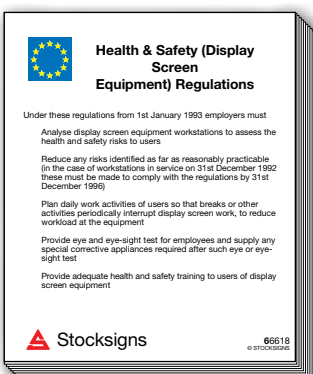 Health & Safety (Display
Screen
Equipment) Regulations
Under these regulations from 1st January 1993 employers must
Analyse display screen equipment workstations to assess the
health and safety risks to users
Reduce any risks identified as far as reasonably practicable
(in the case of workstations in service on 31st December 1992
these must be made to comply with the regulations by 31st
December 1996)
Plan daily work activities of users so that breaks or other
activities periodically interrupt display screen work, to reduce
workload at the equipment
Provide eye and eye-sight test for employees and supply any
special corrective appliances required after such eye or eye-
sight test
Provide adequate health and safety training to users of display
screen equipment
Stocksigns
66618
© STOCKSIGNS